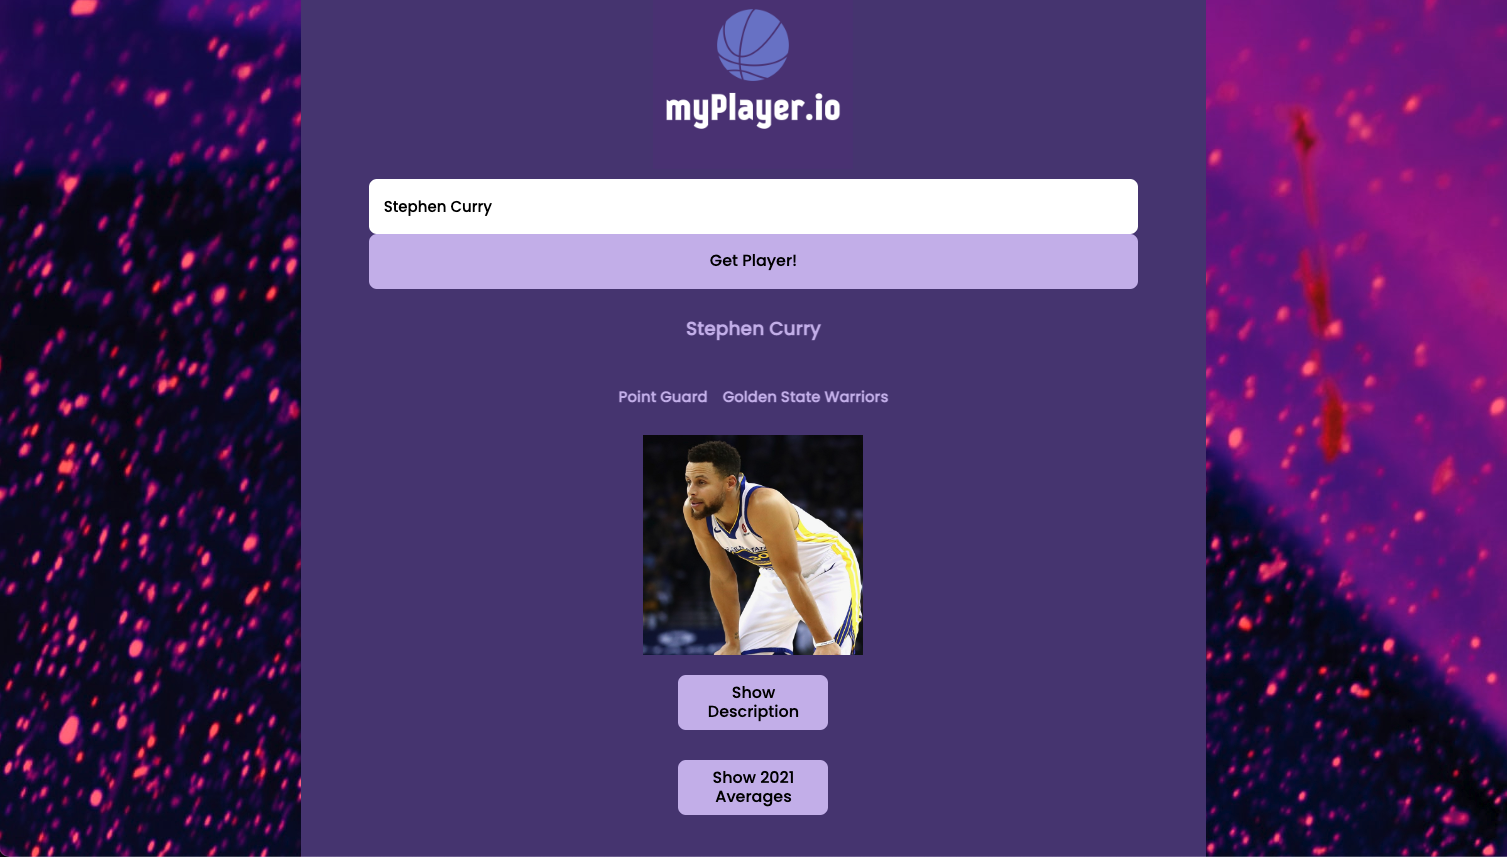 myPlayer.io
Stephen Curry
Get Player!
Stephen Curry
Point Guard Golden State Warriors
Show
Description
Show 2021
Averages